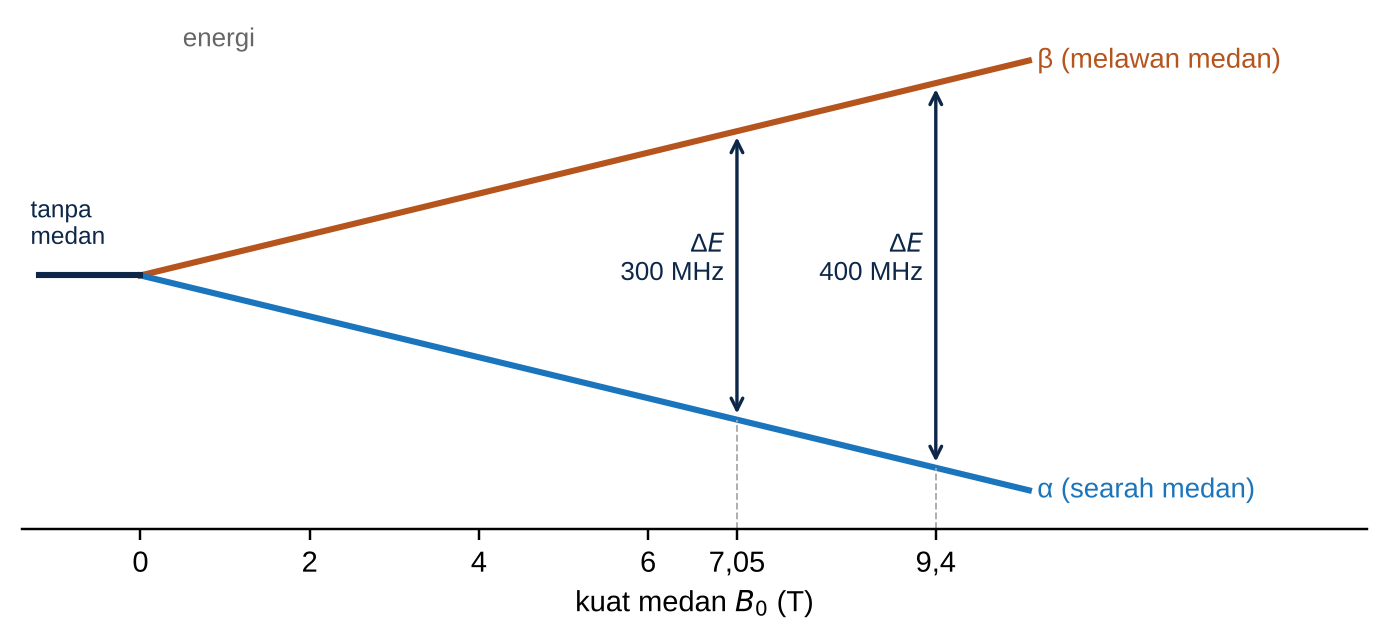 energi
β (melawan medan)
tanpa
medan
ΔE
300 MHz
ΔE
400 MHz
α (searah medan)
0 2 4 6 7,05 9,4
kuat medan B₀ (T)